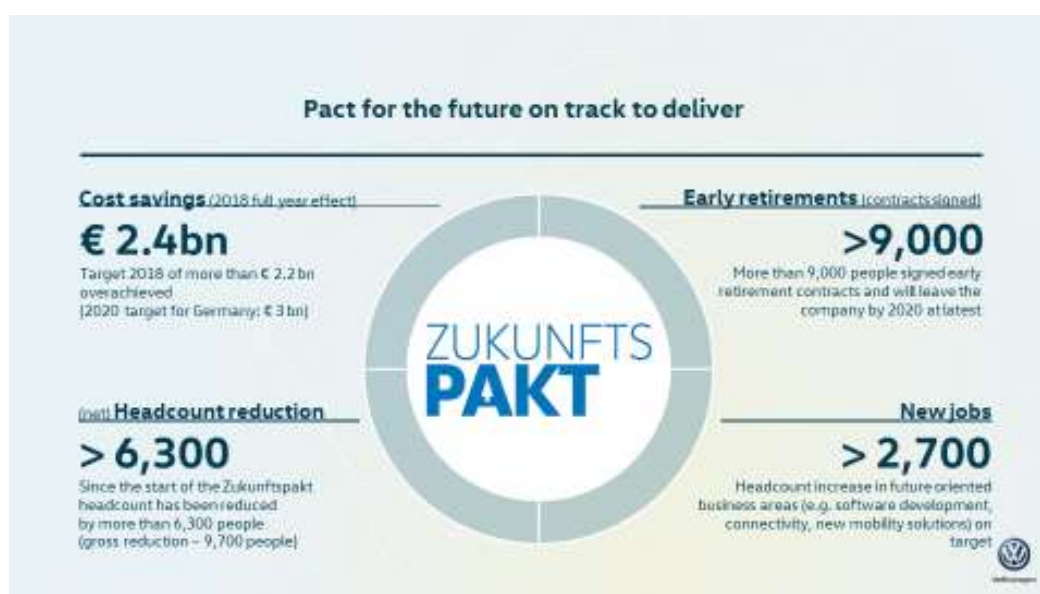 Pact for the future on track to deliver
Cost savings (2018 full year effect)
€ 2.4bn
Target 2018 of more than € 2.2bn
overachieved
(2020 target for Germany: € 3bn)
Early retirements (contracts signed)
>9,000
More than 9,000 people signed early
retirement contracts and will leave the
company by 2020 at latest
ZUKUNFTS
PAKT
(net) Headcount reduction
> 6,300
Since the start of the Zukunftspakt
headcount has been reduced
by more than 6,300 people
(gross reduction – 9,700 people)
New jobs
> 2,700
Headcount increase in future oriented
business areas (e.g. software development,
connectivity, new mobility solutions) on
target
Volkswagen